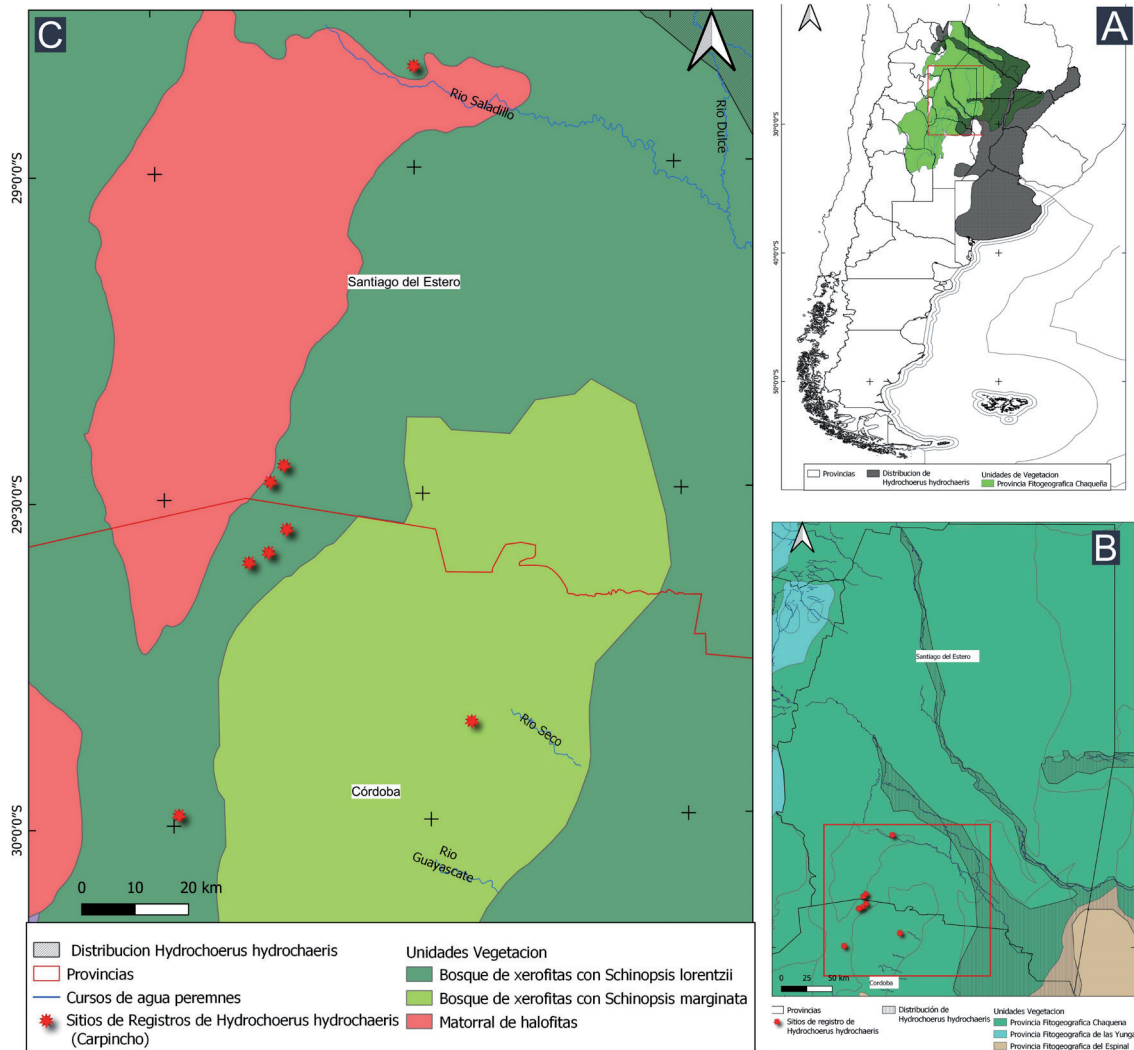 C
Rio Saladillo
Rio Dulce
29°0'0"S
Santiago del Estero
29°30'0"S
Rio Seco
Córdoba
30°0'0"S
Rio
Guayascate
0 10 20 km
Distribucion Hydrochoerus hydrochaeris
Provincias
Cursos de agua peremnes
Sitios de Registros de Hydrochoerus hydrochaeris
(Carpincho)
Unidades Vegetacion
Bosque de xerofitas con Schinopsis lorentzii
Bosque de xerofitas con Schinopsis marginata
Matorral de halofitas
A
30°0'0"S
40°0'0"S
50°0'0"S
Provincias
Distribucion de
Hydrochoerus hydrochaeris
Unidades de Vegetacion
Provincia Fitogeografica Chaqueña
B
Santiago del Estero
0 25 50 km
Cordoba
Provincias
Sitios de registro de
Hydrochoerus hydrochaeris
Distribución de
Hydrochoerus hydrochaeris
Unidades Vegetacion
Provincia Fitogeografica Chaquena
Provincia Fitogeografica de las Yunga
Provincia Fitogeografica del Espinal